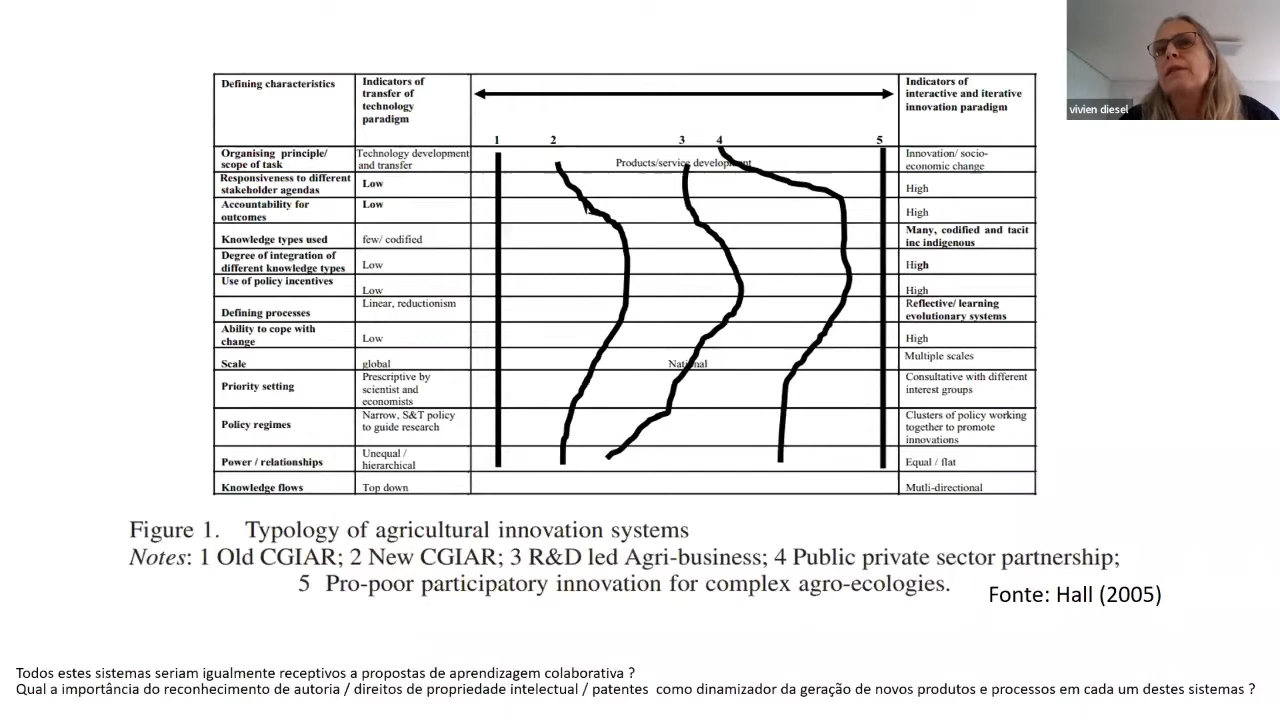 vivien diesel
Defining characteristics
Indicators of
transfer of
technology
paradigm
Indicators of
interactive and iterative
innovation paradigm
1 2 3 4 5
Organising principle/
scope of task
Technology development
and transfer
Products/service development
Innovation/ socio-
economic change
Responsiveness to different
stakeholder agendas
Low
High
Accountability for
outcomes
Low
High
Knowledge types used
few/ codified
Many, codified and tacit
inc indigenous
Degree of integration of
different knowledge types
Low
High
Use of policy incentives
Low
High
Defining processes
Linear, reductionism
Reflective/ learning
evolutionary systems
Ability to cope with
change
Low
High
Scale
global
National
Multiple scales
Priority setting
Prescriptive by
scientist and
economists
Consultative with different
interest groups
Policy regimes
Narrow, S&T policy
to guide research
Clusters of policy working
together to promote
innovations
Power / relationships
Unequal /
hierarchical
Equal / flat
Knowledge flows
Top down
Mutli-directional
Figure 1. Typology of agricultural innovation systems
Notes: 1 Old CGIAR; 2 New CGIAR; 3 R&D led Agri-business; 4 Public private sector partnership;
5 Pro-poor participatory innovation for complex agro-ecologies.
Fonte: Hall (2005)
Todos estes sistemas seriam igualmente receptivos a propostas de aprendizagem colaborativa ?
Qual a importância do reconhecimento de autoria / direitos de propriedade intelectual / patentes como dinamizador da geração de novos produtos e processos em cada um destes sistemas ?